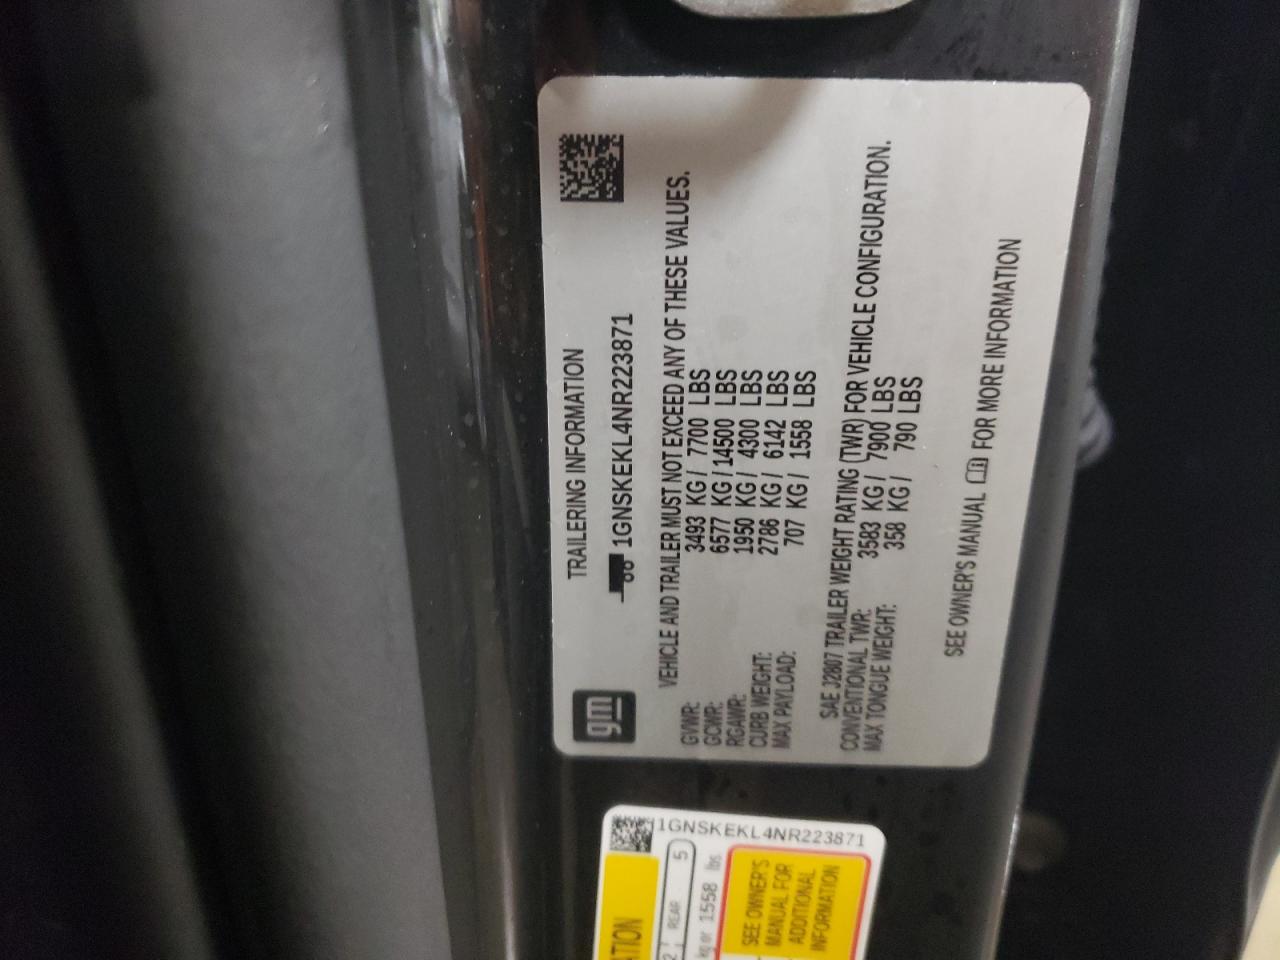 gm
TRAILERING INFORMATION
1GNSKEKL4NR223871
VEHICLE AND TRAILER MUST NOT EXCEED ANY OF THESE VALUES.
GVWR: 3493 KG / 7700 LBS
GCWR: 6577 KG / 14500 LBS
RGAWR: 1950 KG / 4300 LBS
CURB WEIGHT: 2786 KG / 6142 LBS
MAX PAYLOAD: 707 KG / 1558 LBS
SAE J2807 TRAILER WEIGHT RATING (TWR) FOR VEHICLE CONFIGURATION.
CONVENTIONAL TWR: 3583 KG / 7900 LBS
MAX TONGUE WEIGHT: 358 KG / 790 LBS
SEE OWNER'S MANUAL FOR MORE INFORMATION
1GNSKEKL4NR223871
ATION
2 REAR 5
kg or 1558 lbs
SEE OWNER'S
MANUAL FOR
ADDITIONAL
INFORMATION